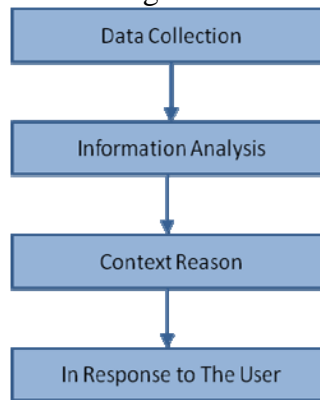 Data Collection
Information Analysis
Context Reason
In Response to The User